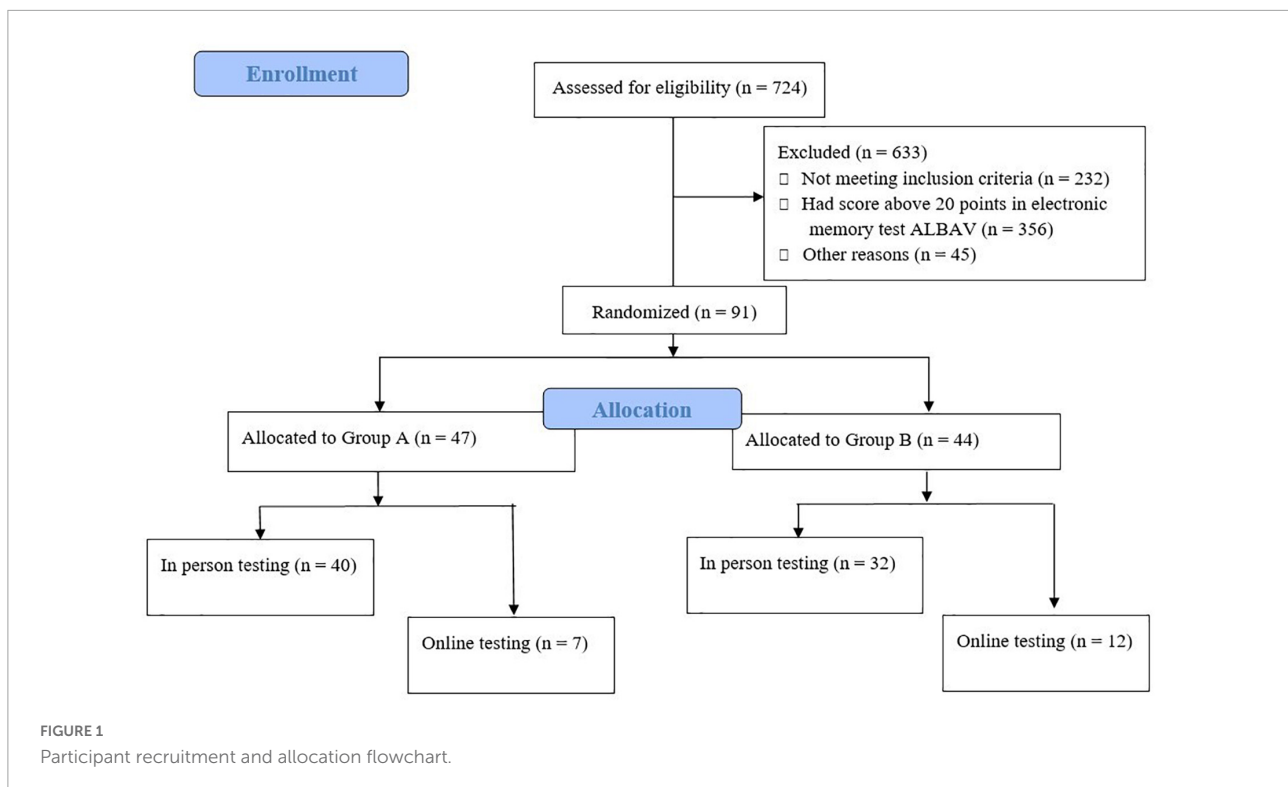 Enrollment
Assessed for eligibility (n = 724)
Excluded (n = 633)
Not meeting inclusion criteria (n = 232)
Had score above 20 points in electronic
memory test ALBAV (n = 356)
Other reasons (n = 45)
Randomized (n = 91)
Allocation
Allocated to Group A (n = 47)
Allocated to Group B (n = 44)
In person testing (n = 40)
Online testing (n = 7)
In person testing (n = 32)
Online testing (n = 12)
FIGURE 1
Participant recruitment and allocation flowchart.